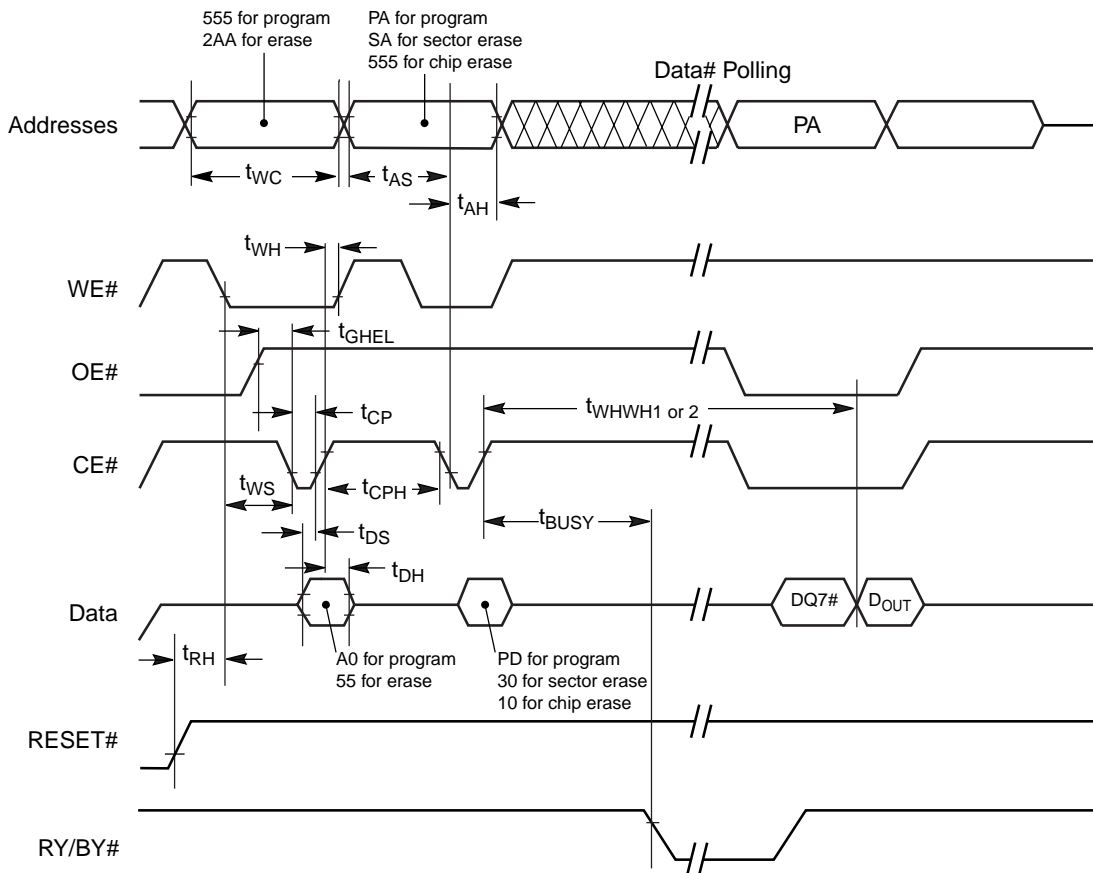 555 for program
2AA for erase
PA for program
SA for sector erase
555 for chip erase
Data# Polling
Addresses
PA
tWC
tAS
tAH
tWH
WE#
tGHEL
OE#
tWHWH1 or 2
tCP
CE#
tWS
tCPH
tBUSY
tDS
tDH
Data
DQ7#
DOUT
tRH
A0 for program
55 for erase
PD for program
30 for sector erase
10 for chip erase
RESET#
RY/BY#